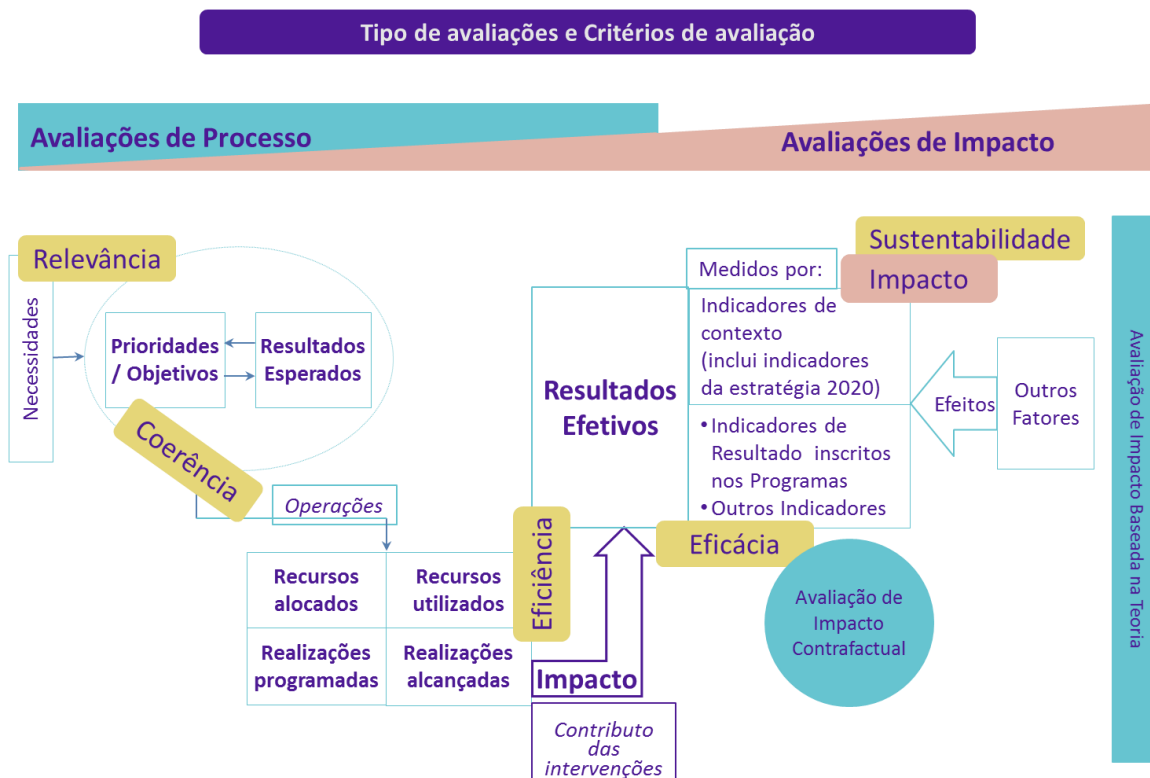 Tipo de avaliações e Critérios de avaliação
Avaliações de Processo
Avaliações de Impacto
Relevância
Necessidades
Prioridades
/ Objetivos
Resultados
Esperados
Coerência
Operações
Recursos
alocados
Recursos
utilizados
Realizações
programadas
Realizações
alcançadas
Eficiência
Impacto
Contributo
das
intervenções
Resultados
Efetivos
Medidos por:
Sustentabilidade
Impacto
Indicadores de
contexto
(inclui indicadores
da estratégia 2020)
• Indicadores de
Resultado inscritos
nos Programas
• Outros Indicadores
Eficácia
Efeitos
Outros
Fatores
Avaliação de
Impacto
Contrafactual
Avaliação de Impacto Baseada na Teoria